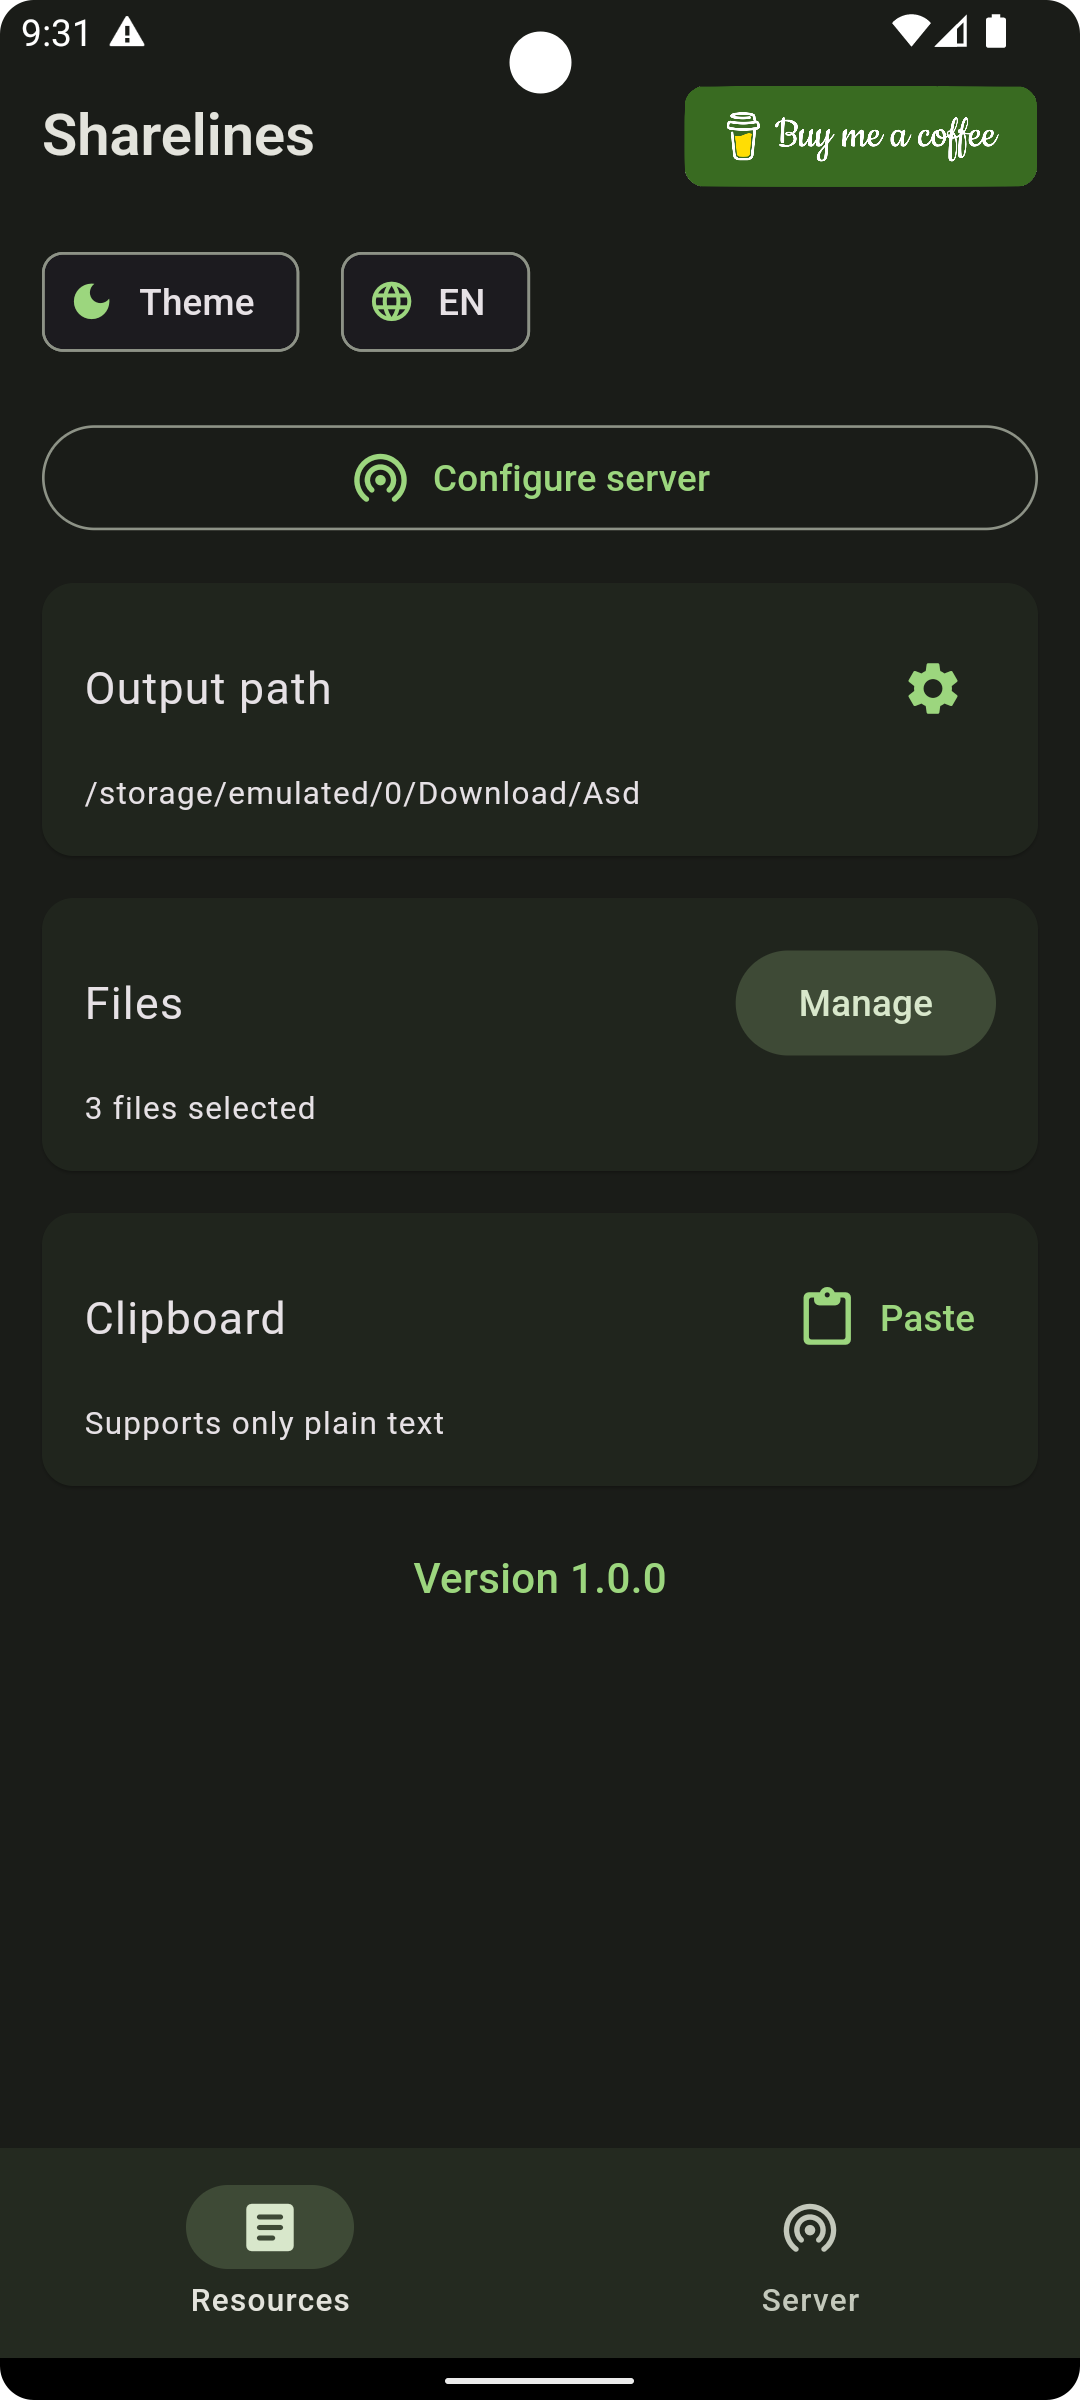 9:31
Sharelines
Buy me a coffee
Theme
EN
Configure server
Output path
/storage/emulated/0/Download/Asd
Files
Manage
3 files selected
Clipboard
Paste
Supports only plain text
Version 1.0.0
Resources
Server